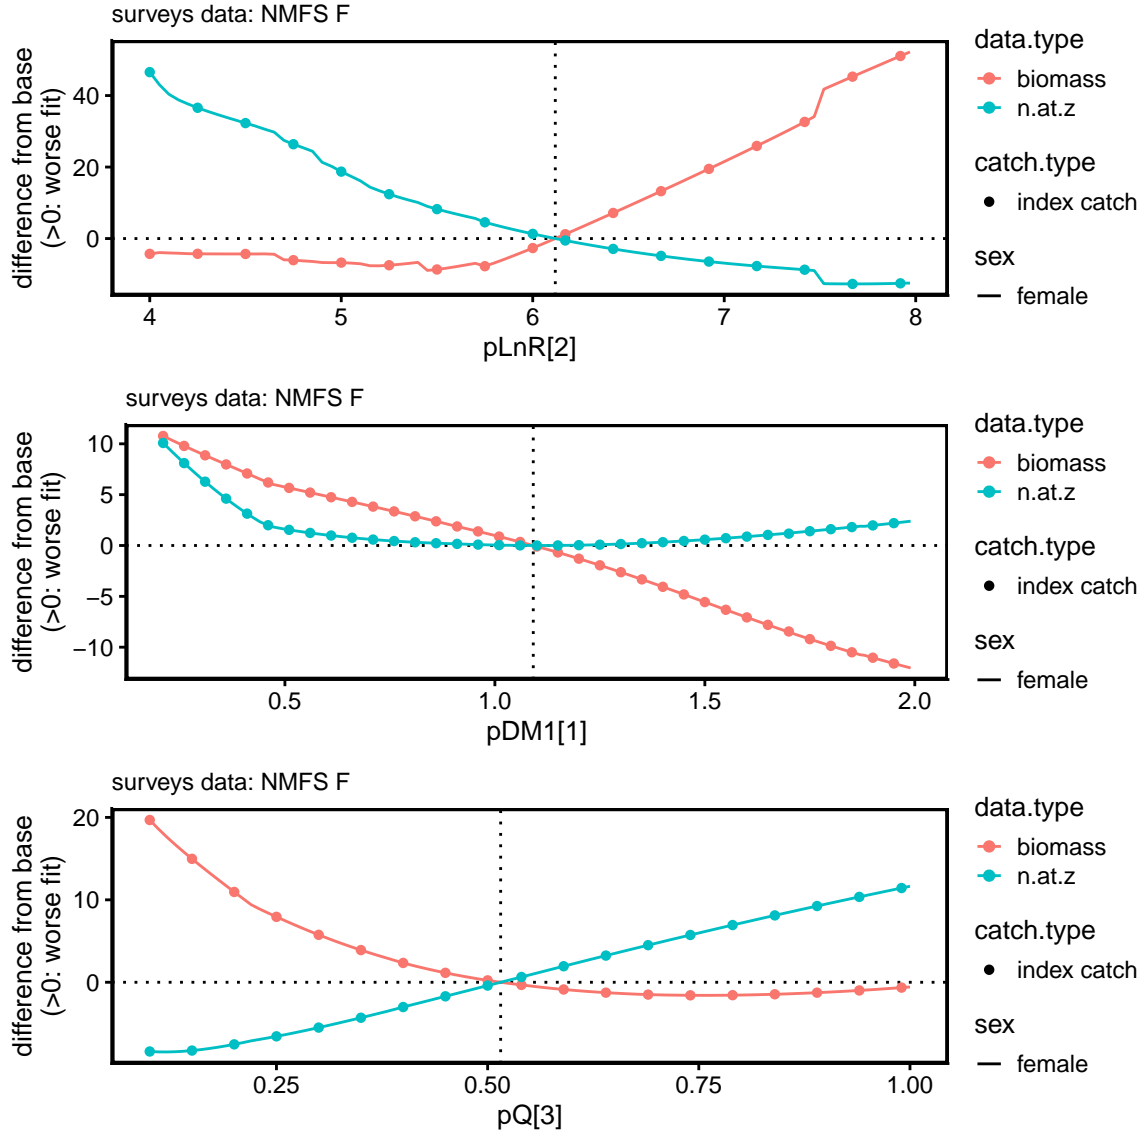 surveys data: NMFS F
difference from base
(>0: worse fit)
40
20
0
4
5
6
7
8
pLnR[2]
data.type
biomass
n.at.z
catch.type
index catch
sex
female
surveys data: NMFS F
difference from base
(>0: worse fit)
10
5
0
−5
−10
0.5
1.0
1.5
2.0
pDM1[1]
data.type
biomass
n.at.z
catch.type
index catch
sex
female
surveys data: NMFS F
difference from base
(>0: worse fit)
20
10
0
0.25
0.50
0.75
1.00
pQ[3]
data.type
biomass
n.at.z
catch.type
index catch
sex
female